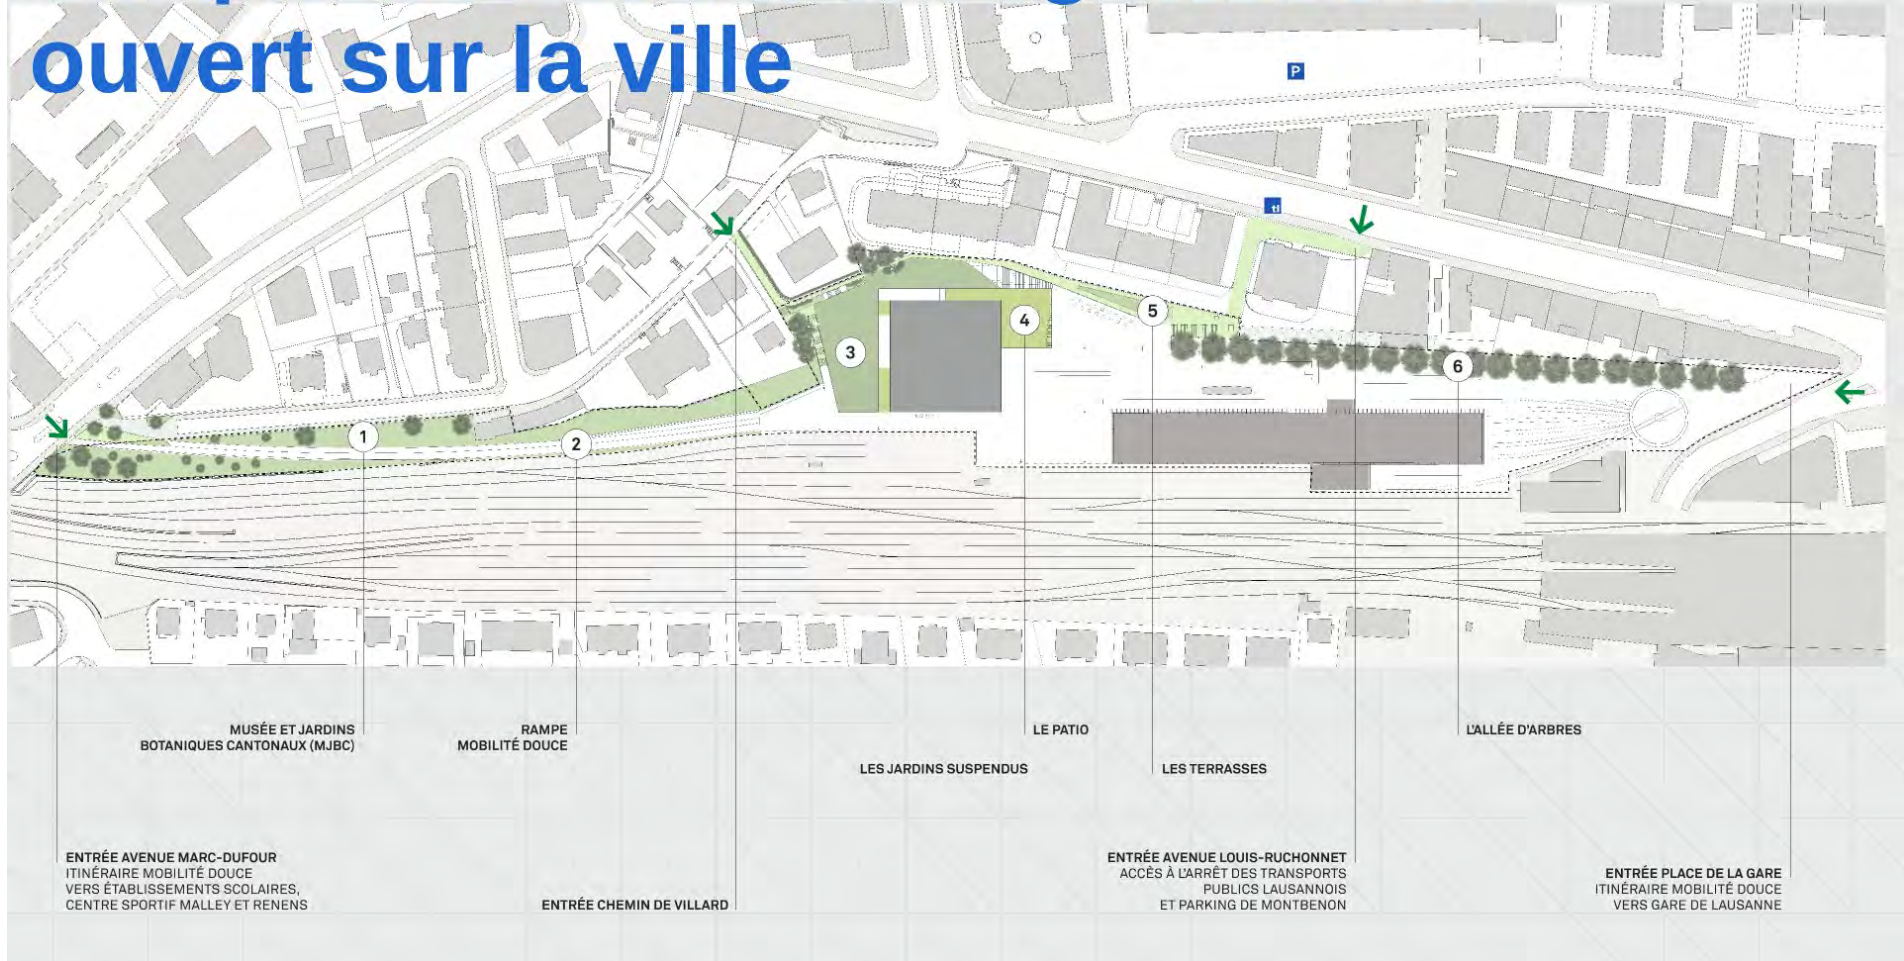 ouvert sur la ville
P
tl
1
2
3
4
5
6
MUSÉE ET JARDINS
BOTANIQUES CANTONAUX (MJBC)
RAMPE
MOBILITÉ DOUCE
LE PATIO
L'ALLÉE D'ARBRES
LES JARDINS SUSPENDUS
LES TERRASSES
ENTRÉE AVENUE MARC-DUFOUR
ITINÉRAIRE MOBILITÉ DOUCE
VERS ÉTABLISSEMENTS SCOLAIRES,
CENTRE SPORTIF MALLEY ET RENENS
ENTRÉE CHEMIN DE VILLARD
ENTRÉE AVENUE LOUIS-RUCHONNET
ACCÈS À L'ARRÊT DES TRANSPORTS
PUBLICS LAUSANNOIS
ET PARKING DE MONTBENON
ENTRÉE PLACE DE LA GARE
ITINÉRAIRE MOBILITÉ DOUCE
VERS GARE DE LAUSANNE